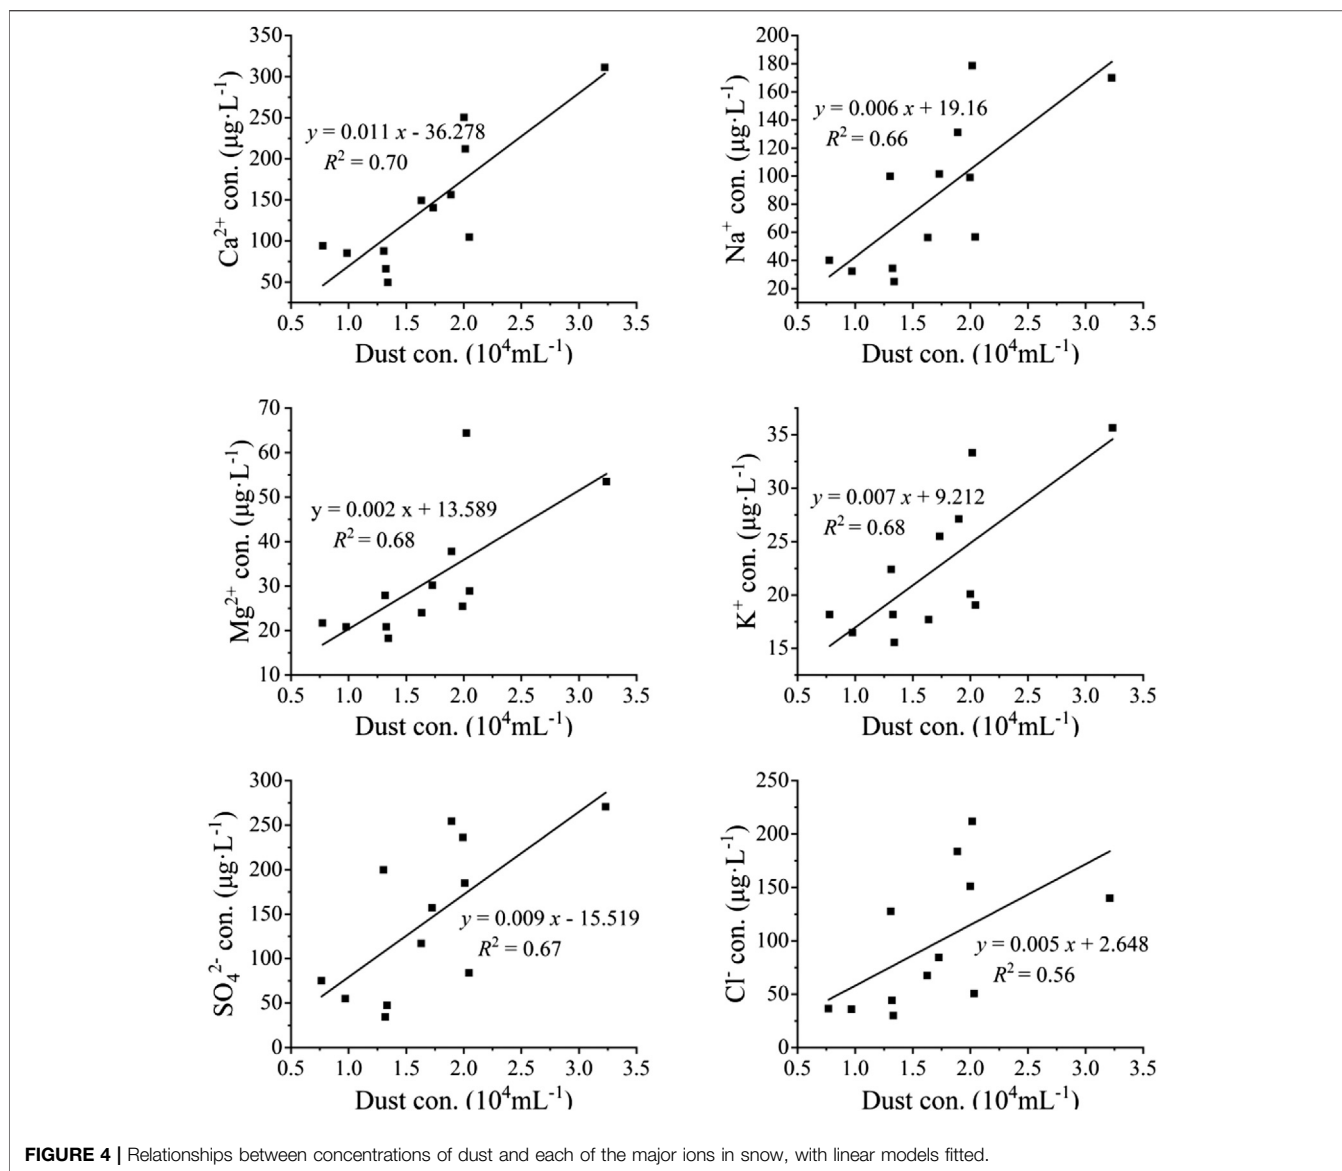 350
300
250
200
150
100
50
Ca²⁺ con. (μg·L⁻¹)
y = 0.011 x - 36.278
R² = 0.70
0.5 1.0 1.5 2.0 2.5 3.0 3.5
Dust con. (10⁴mL⁻¹)
200
180
160
140
120
100
80
60
40
20
Na⁺ con. (μg·L⁻¹)
y = 0.006 x + 19.16
R² = 0.66
0.5 1.0 1.5 2.0 2.5 3.0 3.5
Dust con. (10⁴mL⁻¹)
70
60
50
40
30
20
10
Mg²⁺ con. (μg·L⁻¹)
y = 0.002 x + 13.589
R² = 0.68
0.5 1.0 1.5 2.0 2.5 3.0 3.5
Dust con. (10⁴mL⁻¹)
35
30
25
20
15
K⁺ con. (μg·L⁻¹)
y = 0.007 x + 9.212
R² = 0.68
0.5 1.0 1.5 2.0 2.5 3.0 3.5
Dust con. (10⁴mL⁻¹)
300
250
200
150
100
50
0
SO₄²⁻ con. (μg·L⁻¹)
y = 0.009 x - 15.519
R² = 0.67
0.5 1.0 1.5 2.0 2.5 3.0 3.5
Dust con. (10⁴mL⁻¹)
250
200
150
100
50
0
Cl⁻ con. (μg·L⁻¹)
y = 0.005 x + 2.648
R² = 0.56
0.5 1.0 1.5 2.0 2.5 3.0 3.5
Dust con. (10⁴mL⁻¹)
FIGURE 4 | Relationships between concentrations of dust and each of the major ions in snow, with linear models fitted.